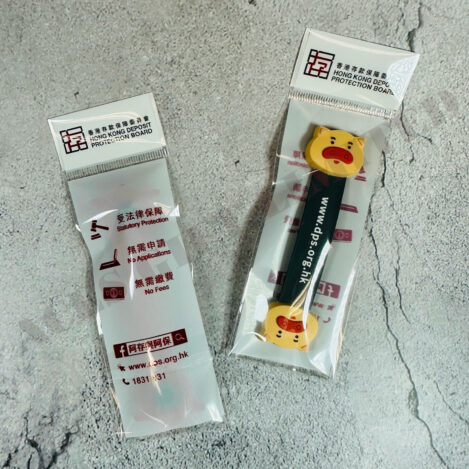 香港存款保障委員會
HONG KONG DEPOSIT
PROTECTION BOARD
受法律保障
Statutory Protection
無需申請
No Applications
無需繳費
No Fees
阿存與阿保
www.dps.org.hk
1831 831
香港存款保障委員會
HONG KONG DEPOSIT
PROTECTION BOARD
www.dps.org.hk